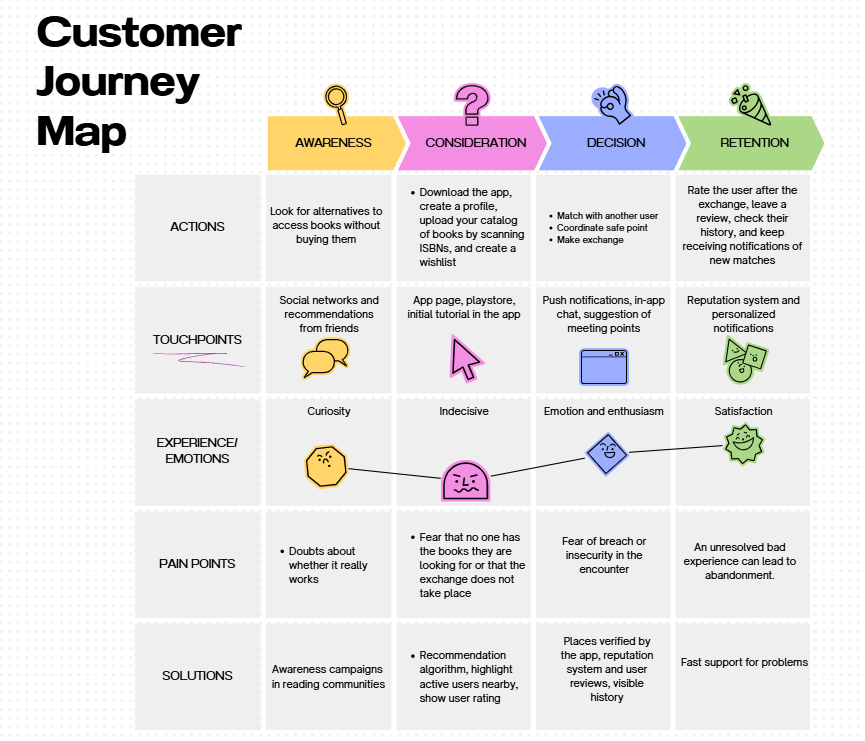 Customer
Journey
Map
AWARENESS
CONSIDERATION
DECISION
RETENTION
ACTIONS
Look for alternatives to
access books without
buying them
• Download the app,
create a profile,
upload your catalog
of books by scanning
ISBNs, and create a
wishlist
• Match with another user
• Coordinate safe point
• Make exchange
Rate the user after the
exchange, leave a
review, check their
history, and keep
receiving notifications of
new matches
TOUCHPOINTS
Social networks and
recommendations
from friends
App page, playstore,
initial tutorial in the app
Push notifications, in-app
chat, suggestion of
meeting points
Reputation system and
personalized
notifications
EXPERIENCE/
EMOTIONS
Curiosity
Indecisive
Emotion and enthusiasm
Satisfaction
PAIN POINTS
• Doubts about
whether it really
works
• Fear that no one has
the books they are
looking for or that the
exchange does not
take place
Fear of breach or
insecurity in the
encounter
An unresolved bad
experience can lead to
abandonment.
SOLUTIONS
Awareness campaigns
in reading communities
• Recommendation
algorithm, highlight
active users nearby,
show user rating
Places verified by
the app, reputation
system and user
reviews, visible
history
Fast support for problems